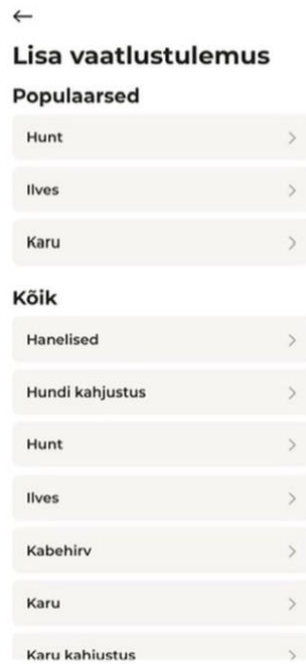 Lisa vaatlustulemus
Populaarsed
Hunt
Ilves
Karu
Kõik
Hanelised
Hundi kahjustus
Hunt
Ilves
Kabehirv
Karu
Karu kahjustus